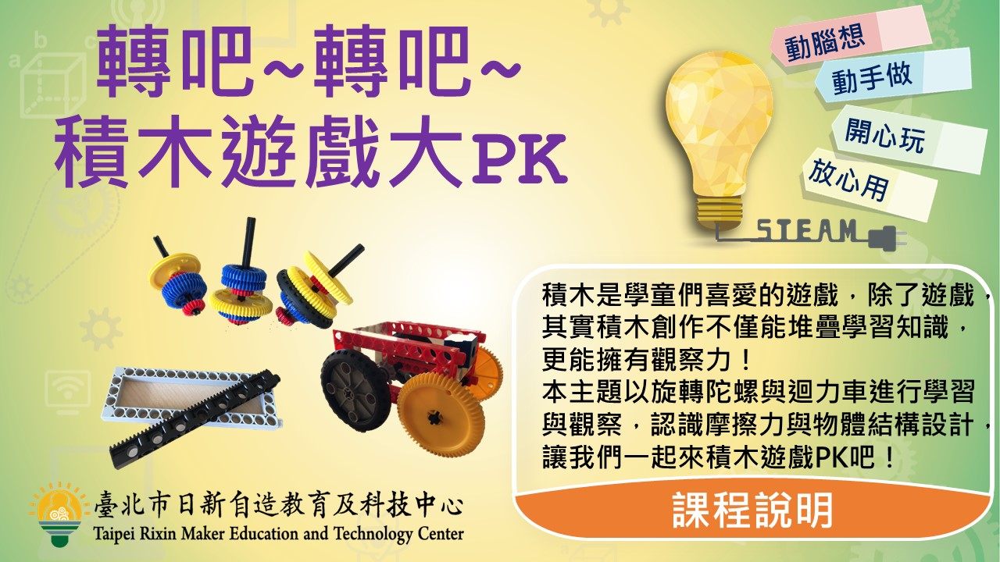 轉吧~轉吧~
積木遊戲大PK
動腦想
動手做
開心玩
放心用
STEAM
積木是學童們喜愛的遊戲，除了遊戲，
其實積木創作不僅能堆疊學習知識，
更能擁有觀察力！
本主題以旋轉陀螺與迴力車進行學習
與觀察，認識摩擦力與物體結構設計，
讓我們一起來積木遊戲PK吧！
課程說明
臺北市日新自造教育及科技中心
Taipei Rixin Maker Education and Technology Center
a
b
c